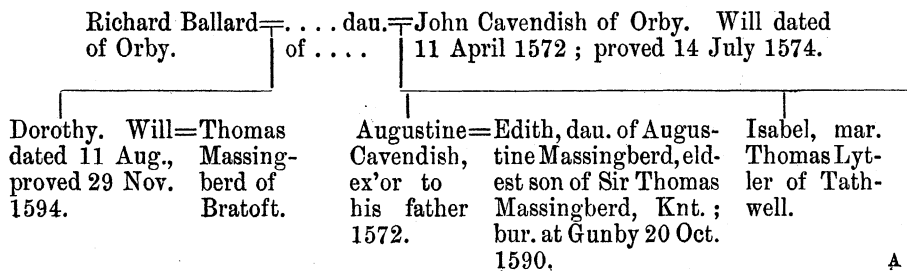 Richard Ballard=. . . . dau.=John Cavendish of Orby. Will dated
of Orby. of . . . . 11 April 1572 ; proved 14 July 1574.
Dorothy. Will=Thomas
dated 11 Aug., Massing-
proved 29 Nov. berd of
1594. Bratoft.
Augustine=Edith, dau. of Augus-
Cavendish, tine Massingberd, eld-
ex'or to est son of Sir Thomas
his father Massingberd, Knt. ;
1572. bur. at Gunby 20 Oct.
1590.
Isabel, mar.
Thomas Lyt-
ler of Tath-
well.
A